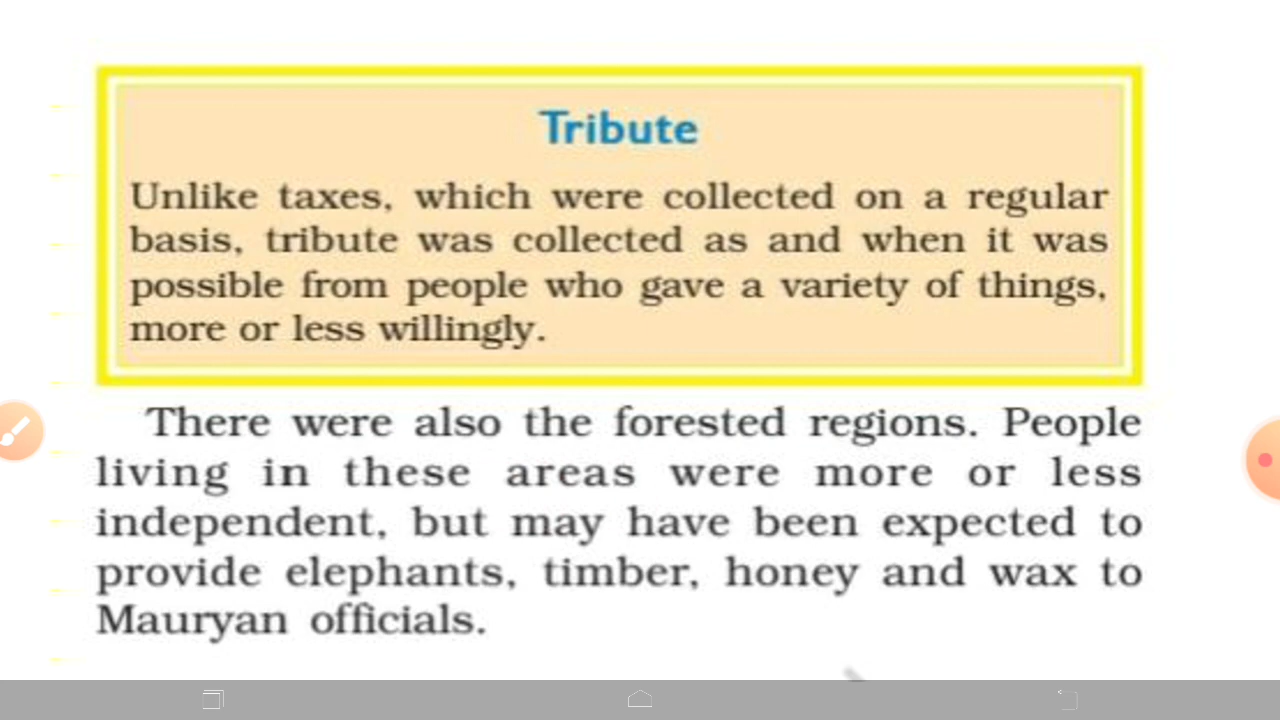 Tribute
Unlike taxes, which were collected on a regular
basis, tribute was collected as and when it was
possible from people who gave a variety of things,
more or less willingly.
There were also the forested regions. People
living in these areas were more or less
independent, but may have been expected to
provide elephants, timber, honey and wax to
Mauryan officials.